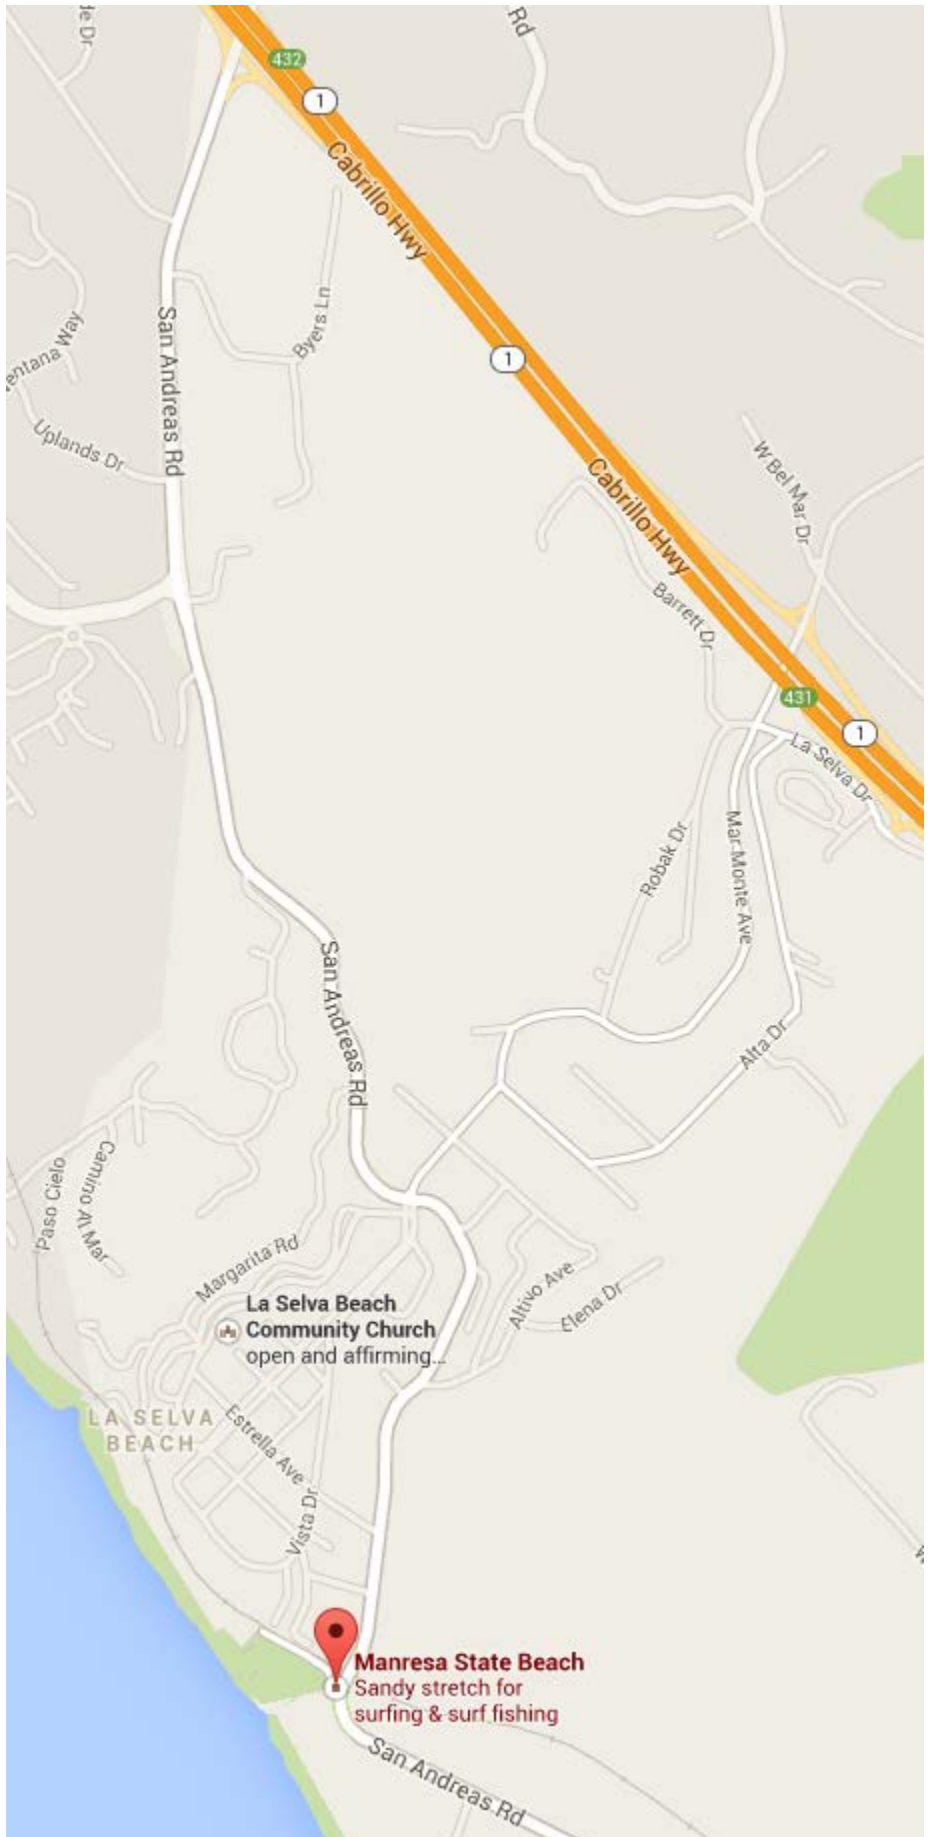 Rd
432
1
Cabrillo Hwy
San Andreas Rd
Byers Ln
1
Uplands Dr
W Bel Mar Dr
Cabrillo Hwy
Barrett Dr
431
1
La Selva Dr
Robak Dr
Mar Monte Ave
San Andreas Rd
Alta Dr
Paso Cielo
Camino Al Mar
Margarita Rd
Altivo Ave
Elena Dr
La Selva Beach
Community Church
open and affirming...
LA SELVA
BEACH
Estrella Ave
Vista Dr
Manresa State Beach
Sandy stretch for
surfing & surf fishing
San Andreas Rd